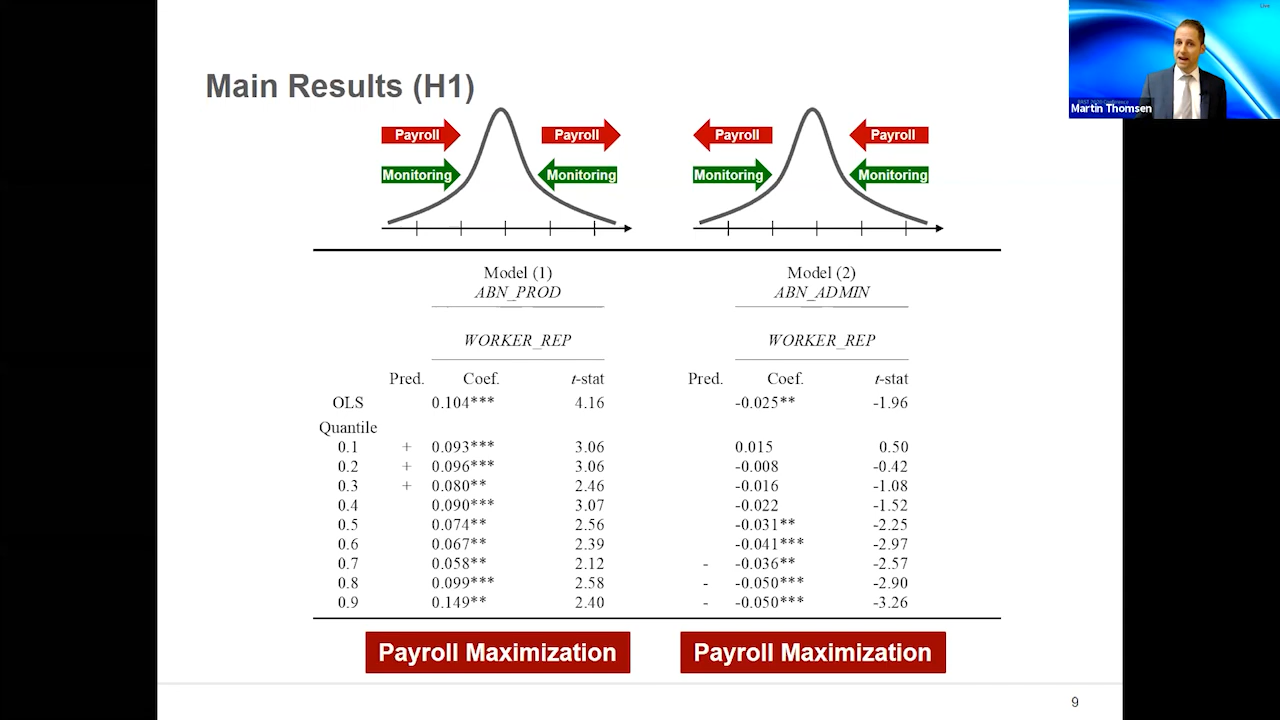 Live
Martin Thomsen
Main Results (H1)
Payroll Payroll Payroll Payroll
Monitoring Monitoring Monitoring Monitoring
Model (1) Model (2)
ABN_PROD ABN_ADMIN
WORKER_REP WORKER_REP
Pred. Coef. t-stat Pred. Coef. t-stat
OLS 0.104*** 4.16 -0.025** -1.96
Quantile
0.1 + 0.093*** 3.06 0.015 0.50
0.2 + 0.096*** 3.06 -0.008 -0.42
0.3 + 0.080** 2.46 -0.016 -1.08
0.4 0.090*** 3.07 -0.022 -1.52
0.5 0.074** 2.56 -0.031** -2.25
0.6 0.067** 2.39 -0.041*** -2.97
0.7 0.058** 2.12 - -0.036** -2.57
0.8 0.099*** 2.58 - -0.050*** -2.90
0.9 0.149** 2.40 - -0.050*** -3.26
Payroll Maximization Payroll Maximization
9